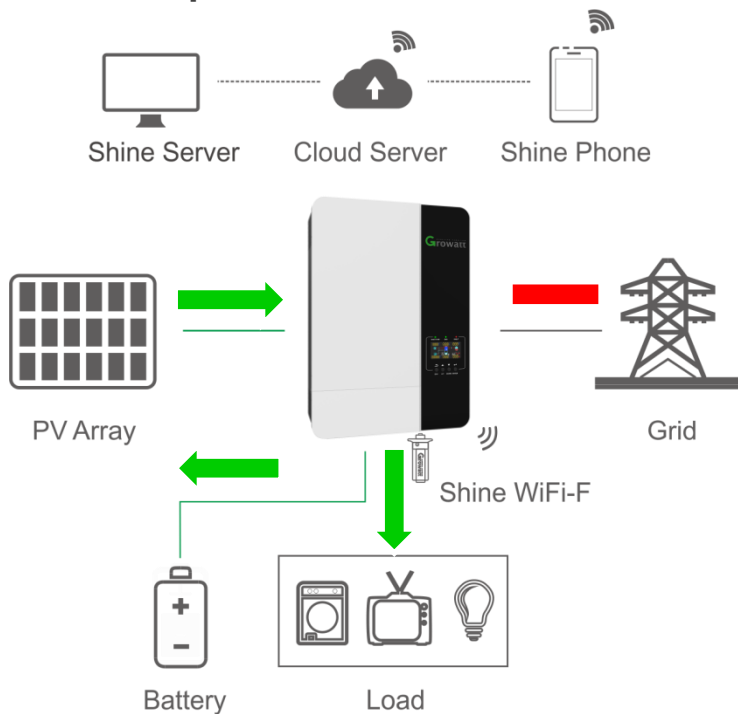 Shine Server
Cloud Server
Shine Phone
Growatt
PV Array
Grid
Shine WiFi-F
Battery
Load